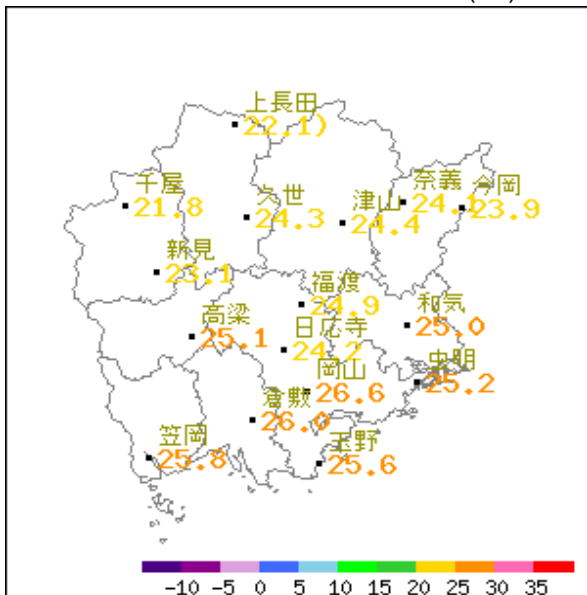 上長田
22.1)
千屋
21.8
久世
24.3
津山
24.4
奈義
24.1
今岡
23.9
新見
23.1
福渡
24.9
和気
25.0
高梁
25.1
日応寺
24.2
岡山
26.6
虫明
25.2
倉敷
26.0
笠岡
25.8
玉野
25.6
-10 -5 0 5 10 15 20 25 30 35